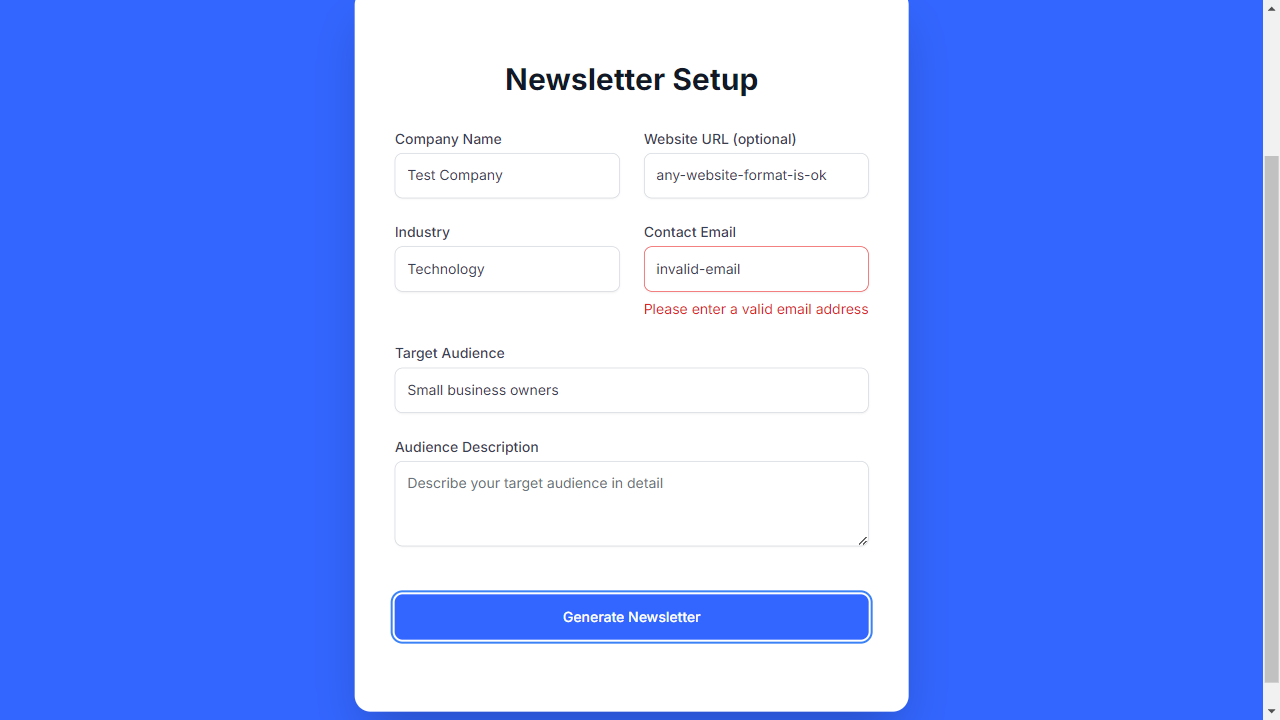 Newsletter Setup
Company Name
Website URL (optional)
Test Company
any-website-format-is-ok
Industry
Contact Email
Technology
invalid-email
Please enter a valid email address
Target Audience
Small business owners
Audience Description
Describe your target audience in detail
Generate Newsletter